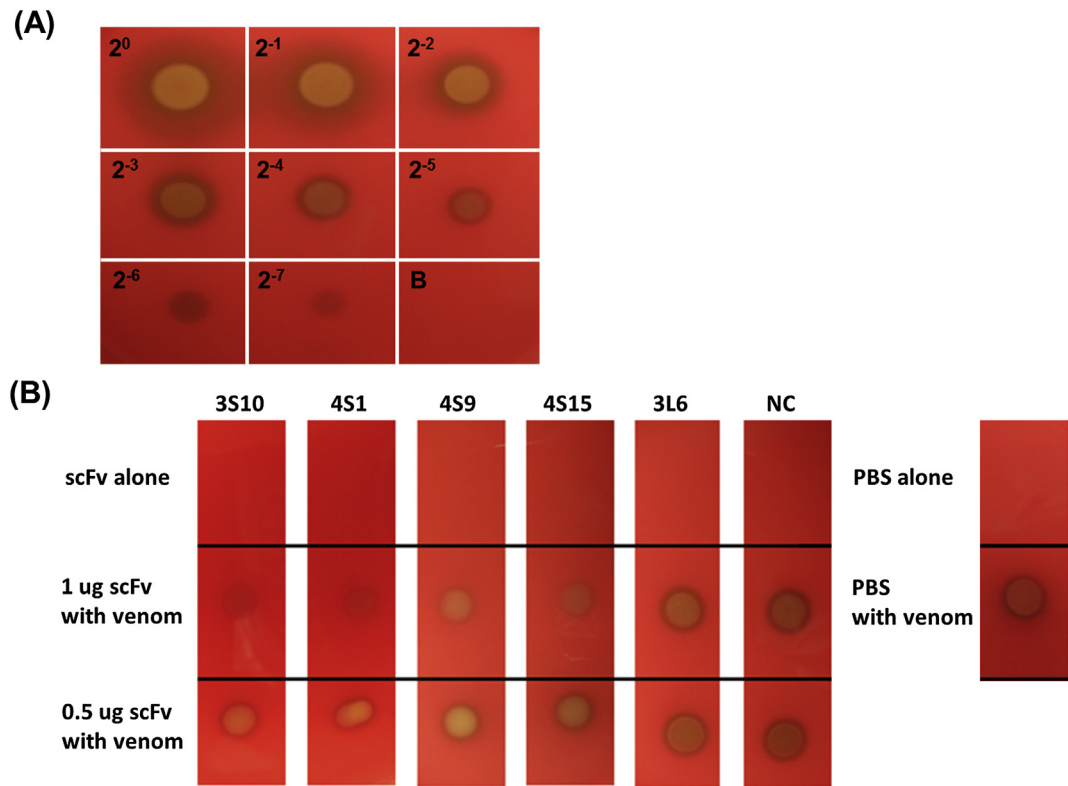 (A)
2⁰ 2⁻¹ 2⁻²
2⁻³ 2⁻⁴ 2⁻⁵
2⁻⁶ 2⁻⁷ B
(B)
3S10 4S1 4S9 4S15 3L6 NC
scFv alone PBS alone
1 ug scFv
with venom
PBS
with venom
0.5 ug scFv
with venom